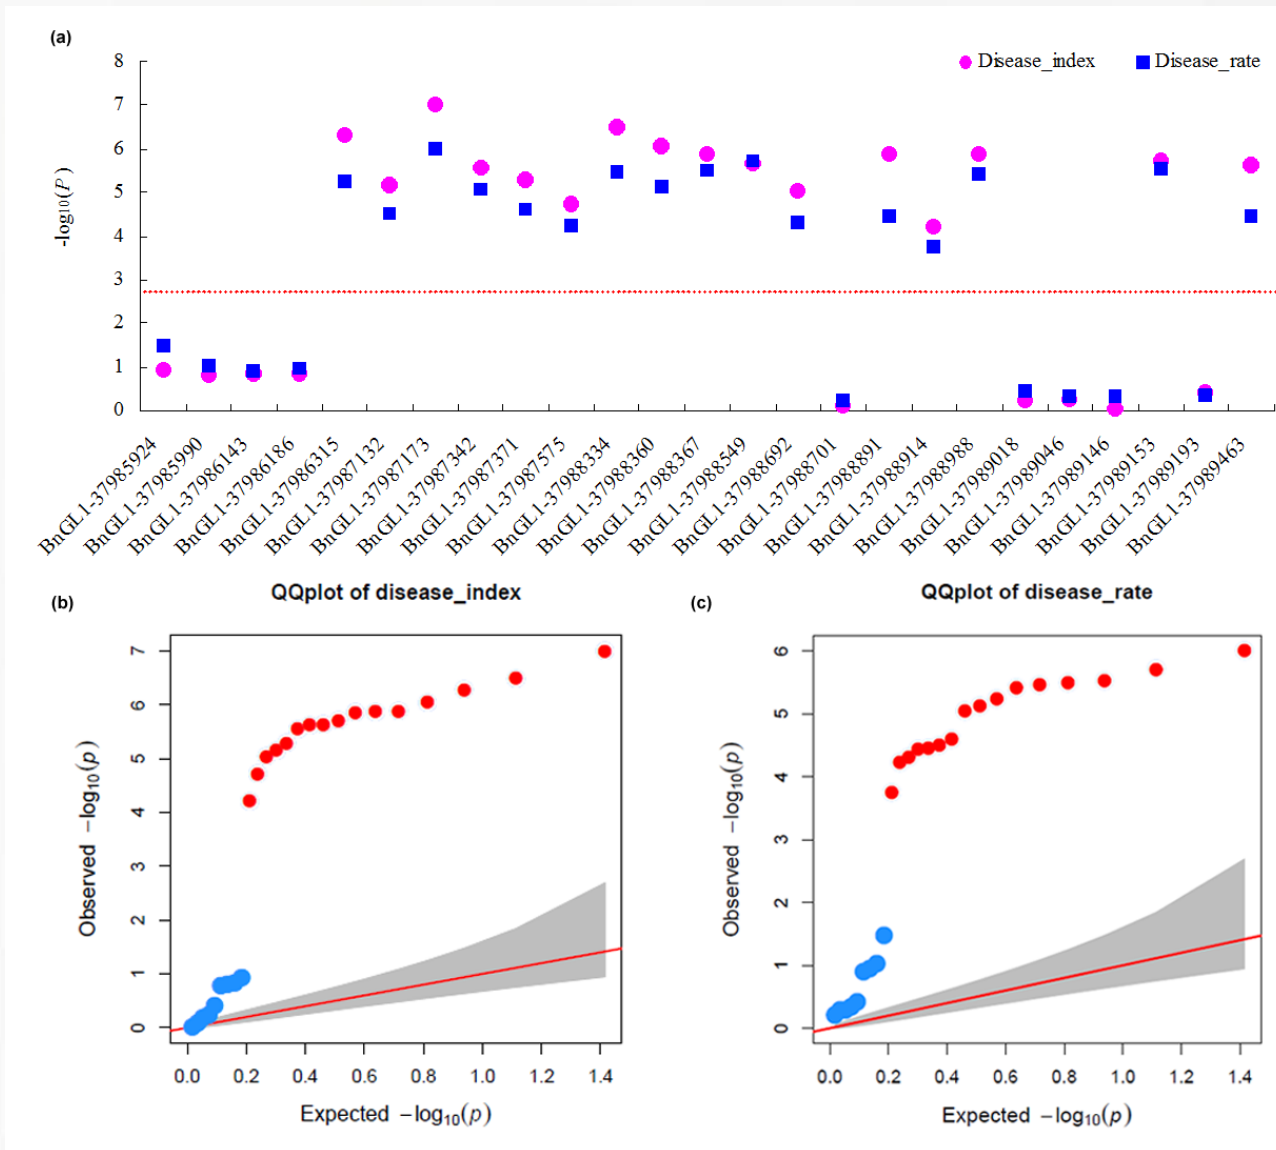 (a)
Disease_index
Disease_rate
-log10(P)
8
7
6
5
4
3
2
1
0
BnGL1-37985924
BnGL1-37985990
BnGL1-37986143
BnGL1-37986186
BnGL1-37986315
BnGL1-37987132
BnGL1-37987173
BnGL1-37987342
BnGL1-37987371
BnGL1-37987575
BnGL1-37988334
BnGL1-37988360
BnGL1-37988367
BnGL1-37988549
BnGL1-37988692
BnGL1-37988701
BnGL1-37988891
BnGL1-37988914
BnGL1-37988988
BnGL1-37989018
BnGL1-37989046
BnGL1-37989146
BnGL1-37989153
BnGL1-37989193
BnGL1-37989463
(b)
QQplot of disease_index
Observed −log10(p)
7
6
5
4
3
2
1
0
0.0 0.2 0.4 0.6 0.8 1.0 1.2 1.4
Expected −log10(p)
(c)
QQplot of disease_rate
Observed −log10(p)
6
5
4
3
2
1
0
0.0 0.2 0.4 0.6 0.8 1.0 1.2 1.4
Expected −log10(p)